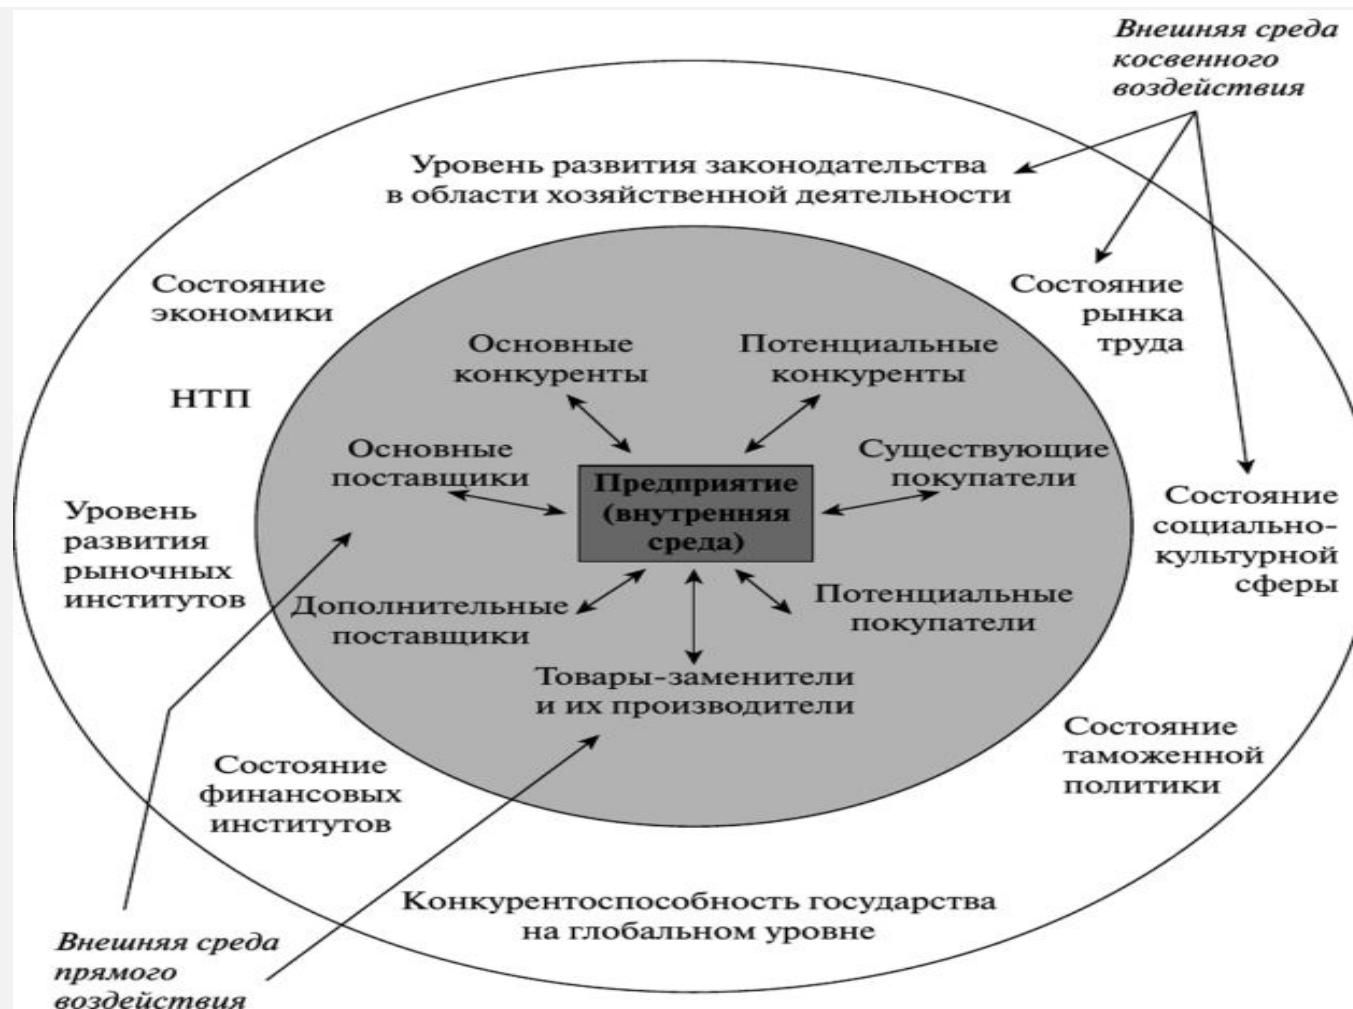 Внешняя среда
косвенного
воздействия
Уровень развития законодательства
в области хозяйственной деятельности
Состояние
экономики
Состояние
рынка
труда
Основные
конкуренты
Потенциальные
конкуренты
НТП
Основные
поставщики
Существующие
покупатели
Предприятие
(внутренняя
среда)
Уровень
развития
рыночных
институтов
Состояние
социально-
культурной
сферы
Дополнительные
поставщики
Потенциальные
покупатели
Товары-заменители
и их производители
Состояние
финансовых
институтов
Состояние
таможенной
политики
Конкурентоспособность государства
на глобальном уровне
Внешняя среда
прямого
воздействия